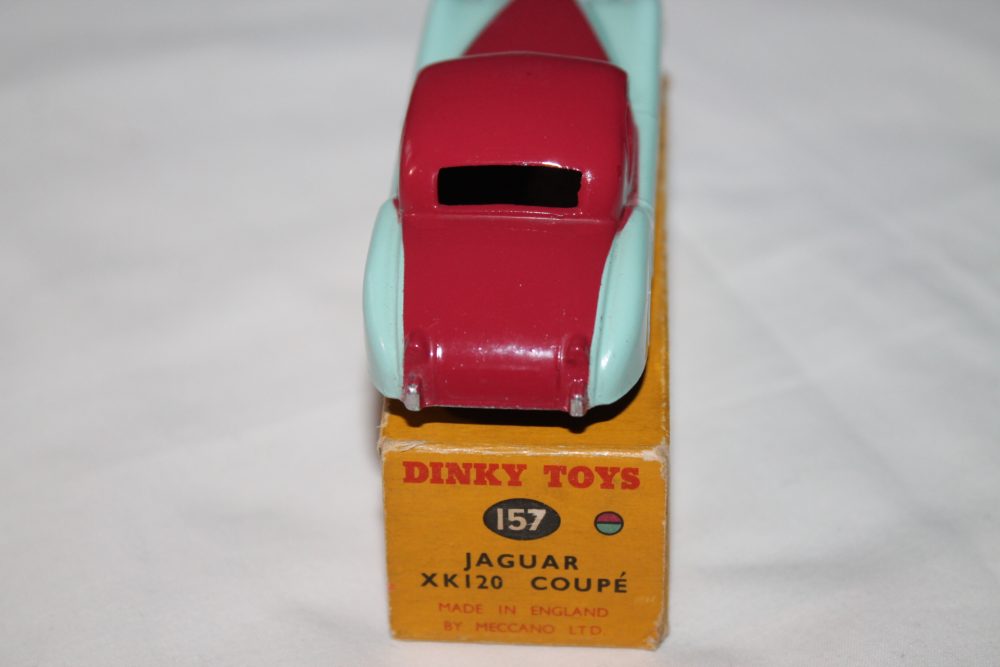 DINKY TOYS
157
JAGUAR
XK120 COUPÉ
MADE IN ENGLAND
BY MECCANO LTD.